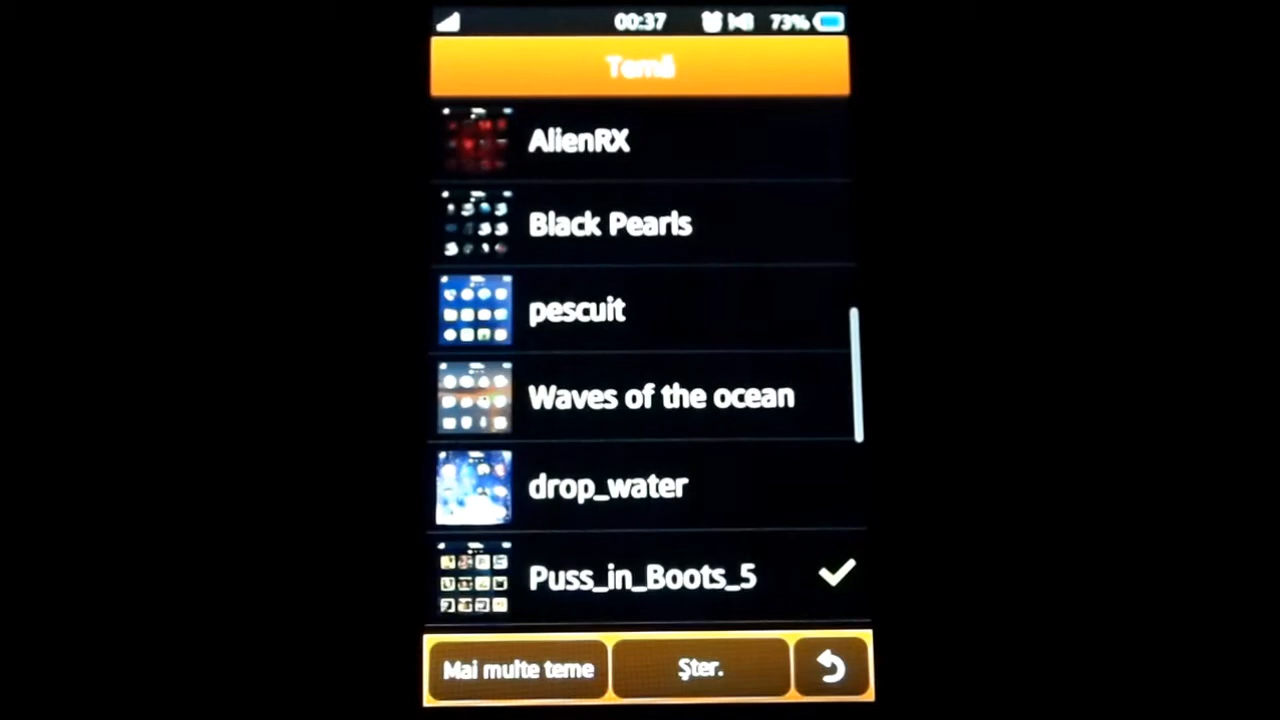 00:37 73%
Temă
AlienRX
Black Pearls
pescuit
Waves of the ocean
drop_water
Puss_in_Boots_5
Mai multe teme Şter.